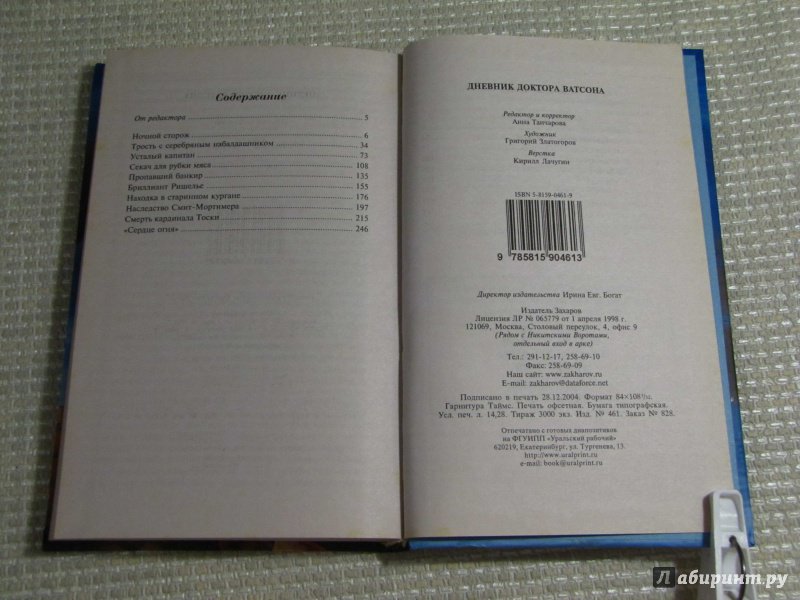 Содержание
От редактора 5
Ночной сторож 6
Трость с серебряным набалдашником 34
Усталый капитан 73
Секач для рубки мяса 108
Пропавший банкир 135
Бриллиант Ришелье 155
Находка в старинном кургане 176
Наследство Смит-Мортимера 197
Смерть кардинала Тоски 215
«Сердце огня» 246
ДНЕВНИК ДОКТОРА ВАТСОНА
Редактор и корректор
Анна Танчарова
Художник
Григорий Златогоров
Верстка
Кирилл Лачугин
ISBN 5-8159-0461-9
9 785815 904613
Директор издательства Ирина Евг. Богат
Издатель Захаров
Лицензия ЛР № 065779 от 1 апреля 1998 г.
121069, Москва, Столовый переулок, 4, офис 9
(Рядом с Никитскими Воротами,
отдельный вход в арке)
Тел.: 291-12-17, 258-69-10
Факс: 258-69-09
Наш сайт: www.zakharov.ru
E-mail: zakharov@dataforce.net
Подписано в печать 28.12.2004. Формат 84×108 1/32.
Гарнитура Таймс. Печать офсетная. Бумага типографская.
Усл. печ. л. 14,28. Тираж 3000 экз. Изд. № 461. Заказ № 828.
Отпечатано с готовых диапозитивов
на ФГУИПП «Уральский рабочий»
620219, Екатеринбург, ул. Тургенева, 13.
http://www.uralprint.ru
e-mail: book@uralprint.ru
Лабиринт.ру